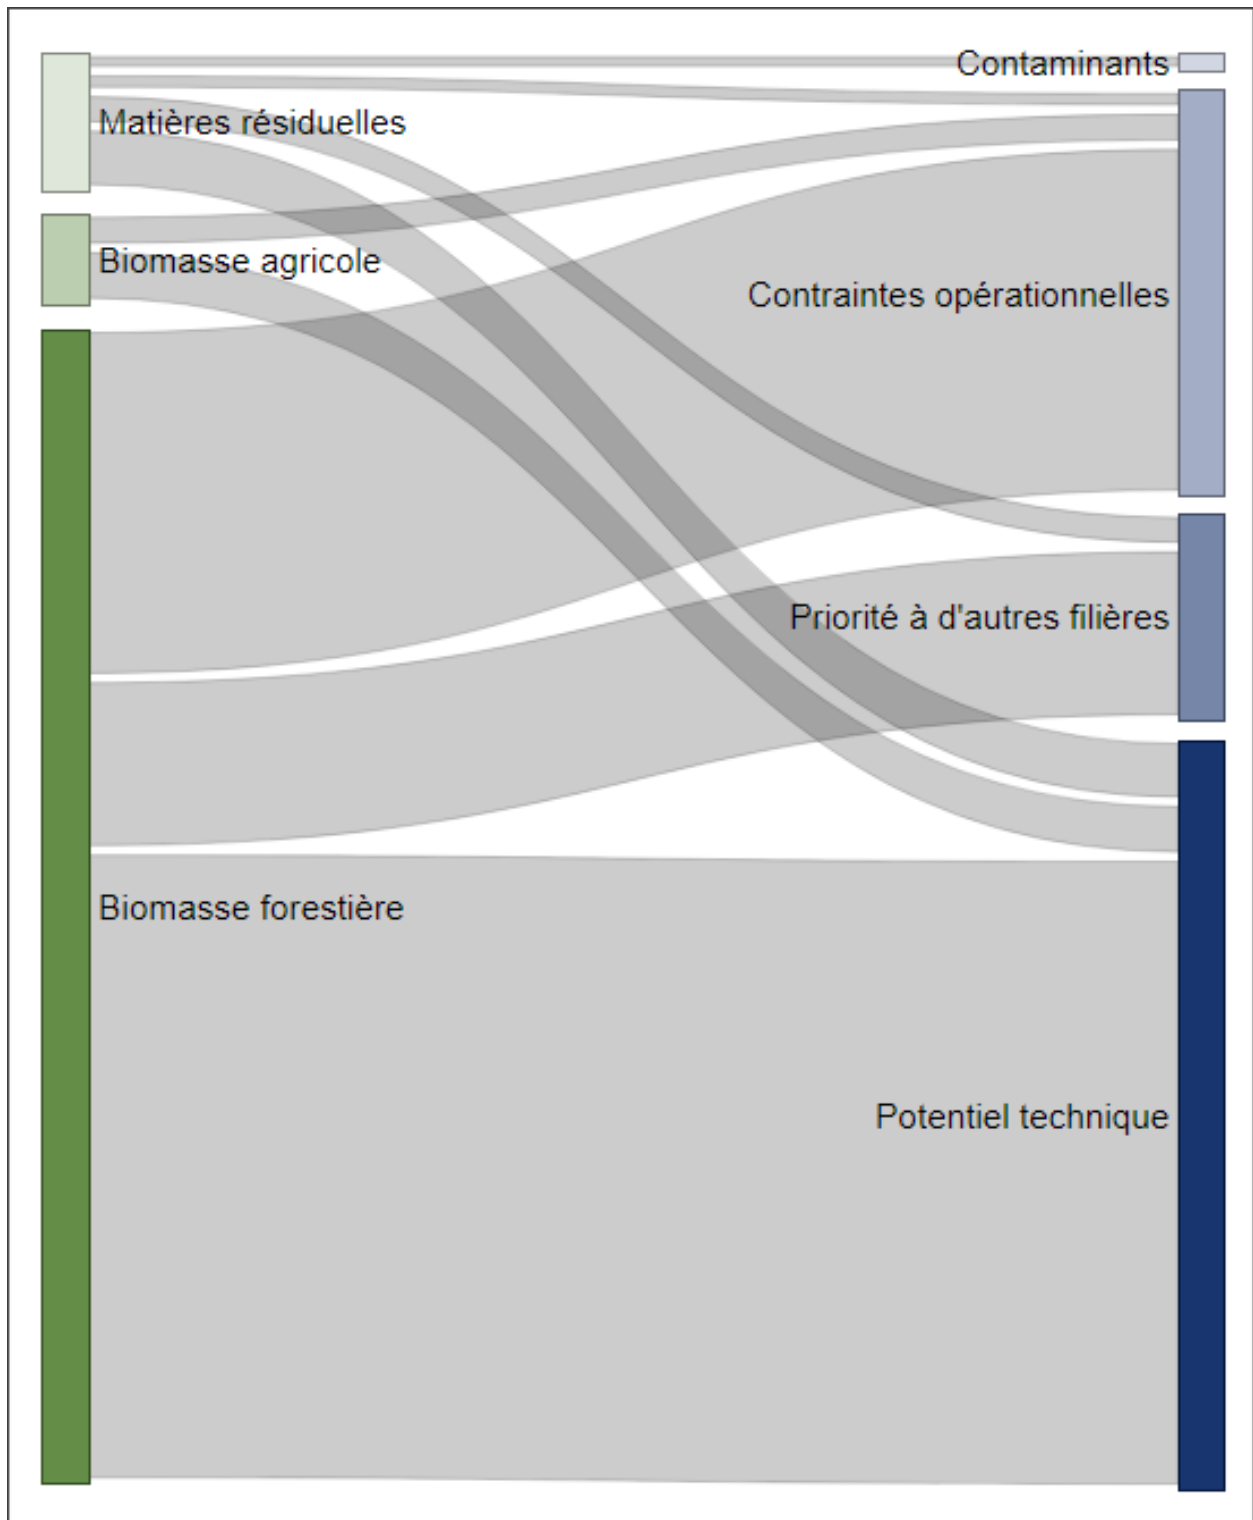 Contaminants
Matières résiduelles
Biomasse agricole
Contraintes opérationnelles
Priorité à d'autres filières
Biomasse forestière
Potentiel technique